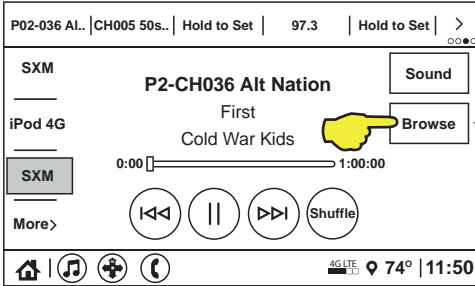 P02-036 Al.. | CH005 50s.. | Hold to Set | 97.3 | Hold to Set | >
SXM
Sound
P2-CH036 Alt Nation
First
iPod 4G
Browse
Cold War Kids
0:00 1:00:00
SXM
Shuffle
More>
4G LTE 74° | 11:50